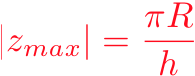 |z_{max}| = \frac{\pi R}{h}